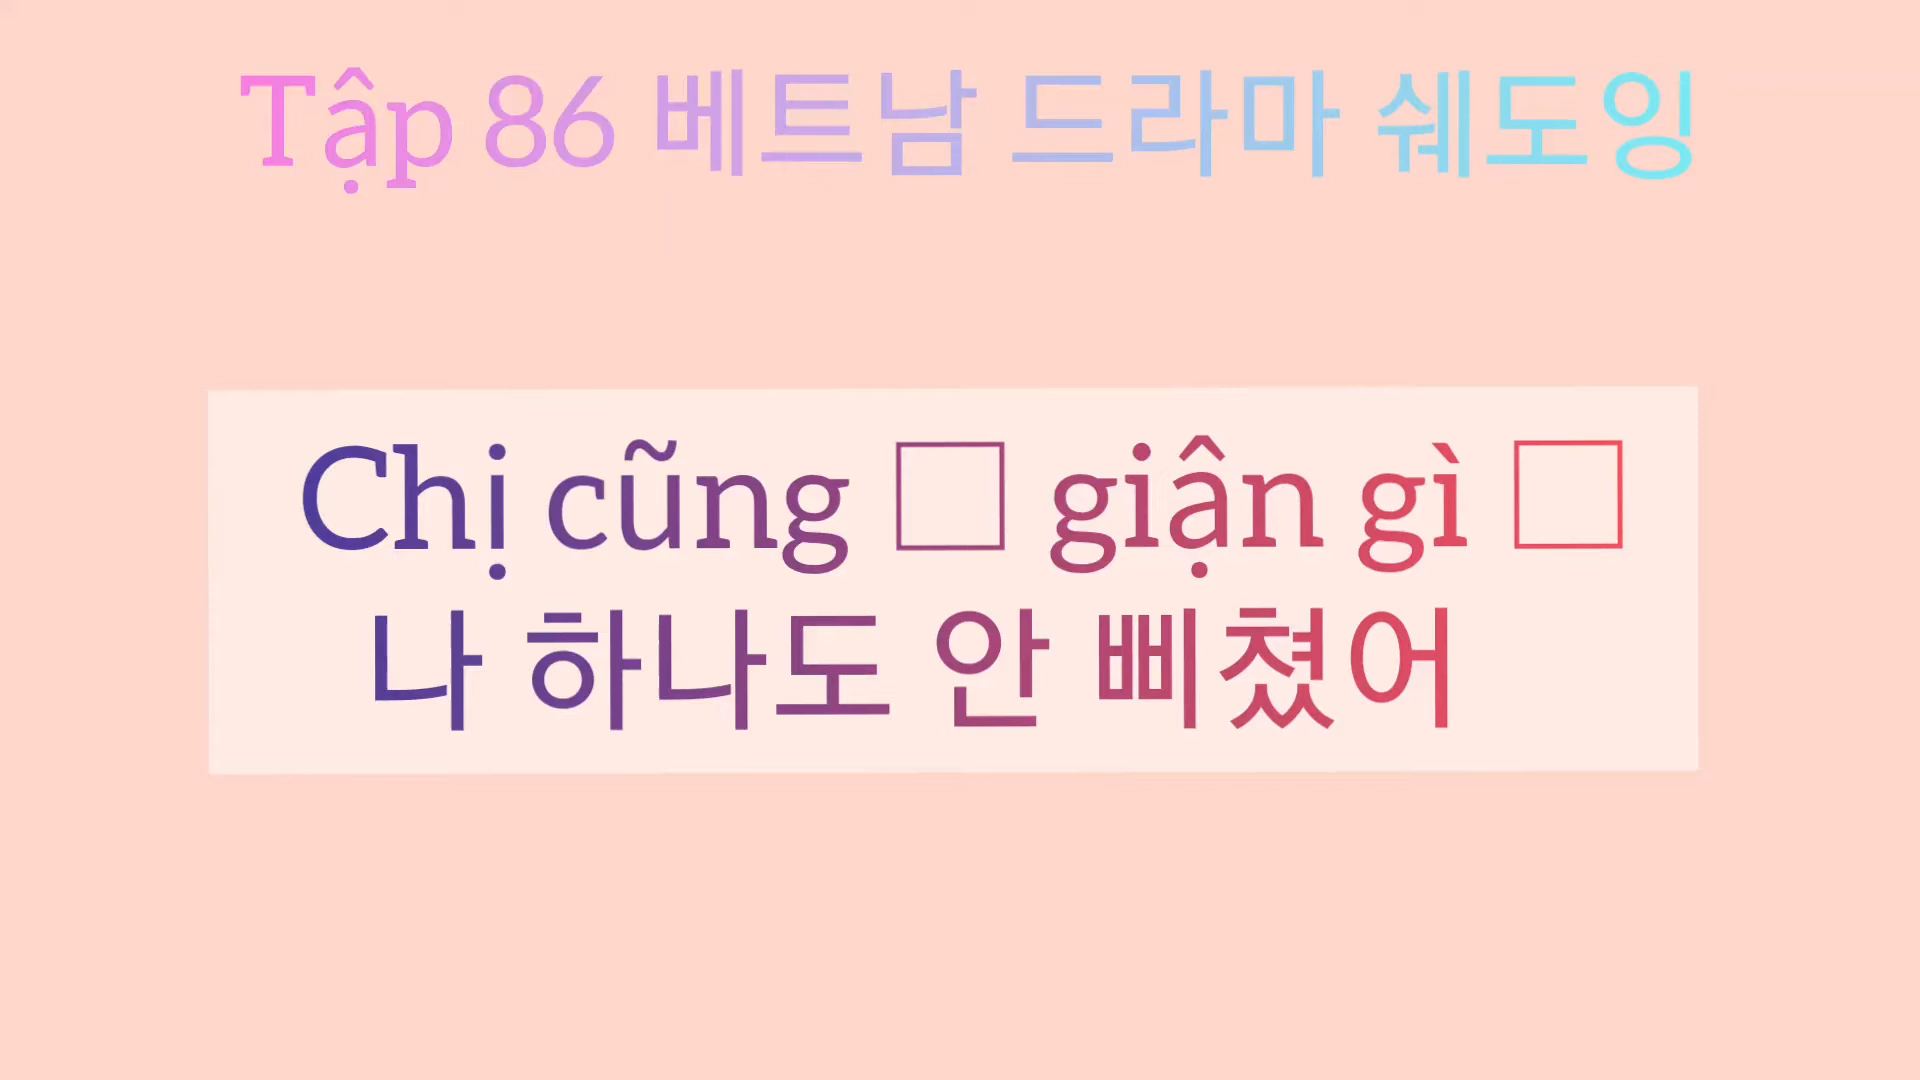 Tập 86 베트남 드라마 쉐도잉
Chị cũng □ giận gì □
나 하나도 안 삐쳤어